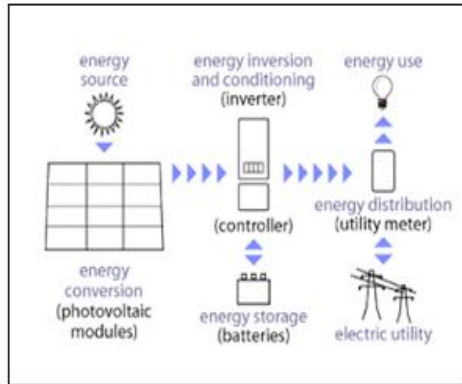 energy
source
energy inversion
and conditioning
(inverter)
energy use
(controller)
energy distribution
(utility meter)
energy
conversion
(photovoltaic
modules)
energy storage
(batteries)
electric utility